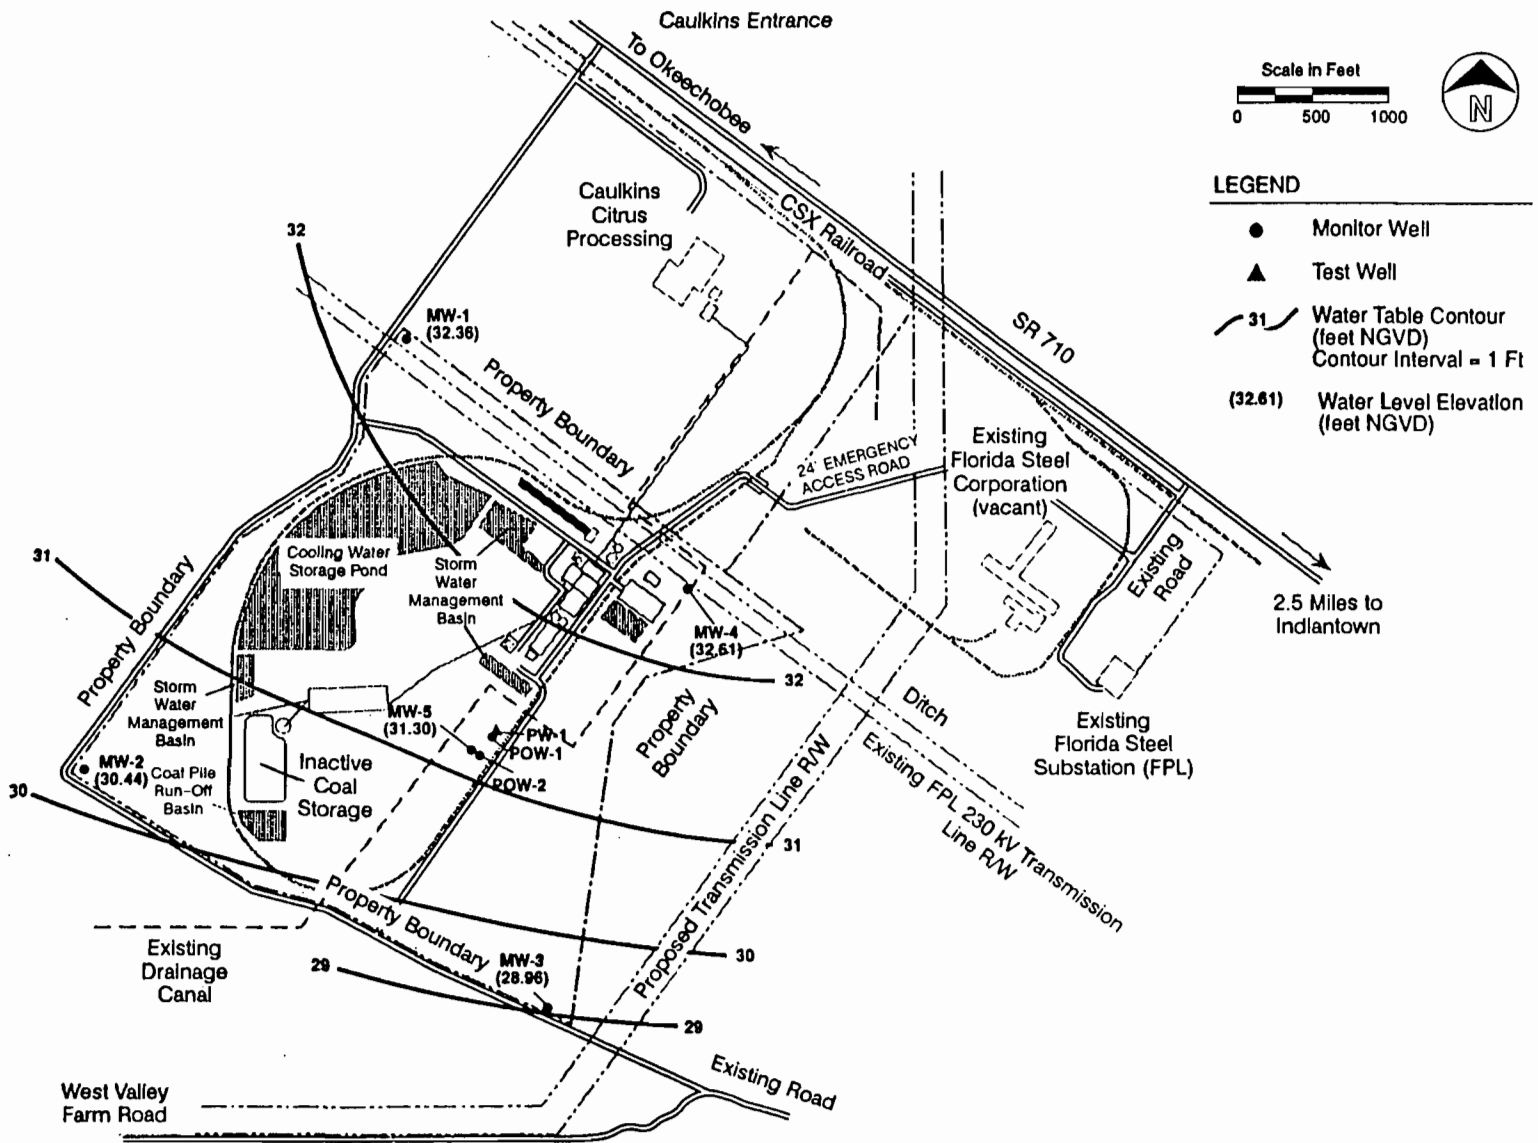 Caulkins Entrance
To Okeechobee
Scale in Feet
0 500 1000
N
LEGEND
Monitor Well
Test Well
31
Water Table Contour
(feet NGVD)
Contour Interval = 1 Ft
(32.61)
Water Level Elevation
(feet NGVD)
Caulkins
Citrus
Processing
CSX Railroad
SR 710
32
MW-1
(32.36)
Property Boundary
24' EMERGENCY
ACCESS ROAD
Existing
Florida Steel
Corporation
(vacant)
Existing
Road
2.5 Miles to
Indiantown
31
Property Boundary
Cooling Water
Storage Pond
Storm
Water
Management
Basin
MW-4
(32.61)
32
Ditch
Existing
Florida Steel
Substation (FPL)
Storm
Water
Management
Basin
MW-5
(31.30)
PW-1
POW-1
POW-2
Property
Boundary
Existing FPL 230 kV Transmission
Line R/W
MW-2
(30.44)
Coal Pile
Run-Off
Basin
Inactive
Coal
Storage
30
31
Proposed Transmission Line R/W
Property Boundary
Existing
Drainage
Canal
29
MW-3
(28.96)
30
29
West Valley
Farm Road
Existing Road